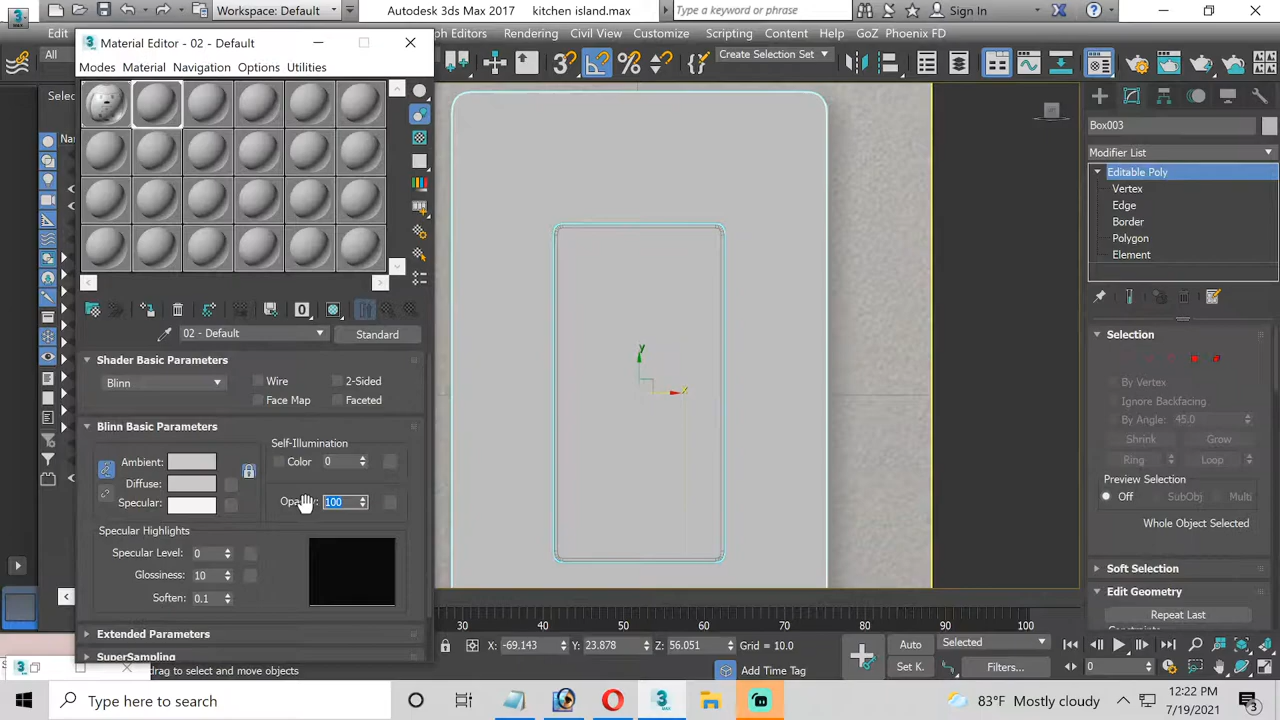 Workspace: Default
Autodesk 3ds Max 2017
kitchen island.max
Type a keyword or phrase
Sign In
Material Editor - 02 - Default
ph Editors
Rendering
Civil View
Customize
Scripting
Content
Help
GoZ
Phoenix FD
All
Create Selection Set
Modes
Material
Navigation
Options
Utilities
Box003
Modifier List
Editable Poly
Vertex
Edge
Border
Polygon
Element
y
02 - Default
Standard
Selection
Shader Basic Parameters
Blinn
Wire
2-Sided
Face Map
Faceted
By Vertex
Ignore Backfacing
By Angle: 45.0
Shrink
Grow
Ring
Loop
Blinn Basic Parameters
Self-Illumination
Ambient:
Color 0
Diffuse:
Specular:
100
Preview Selection
Off
SubObj
Multi
Whole Object Selected
Specular Highlights
Specular Level: 0
Glossiness: 10
Soften: 0.1
Soft Selection
Edit Geometry
Repeat Last
Extended Parameters
SuperSampling
30
40
50
60
70
80
90
100
X: -69.143
Y: 23.878
Z: 56.051
Grid = 10.0
Auto
Selected
Set K.
Filters...
0
drag to select and move objects
Add Time Tag
Type here to search
83°F Mostly cloudy
12:22 PM
7/19/2021
3